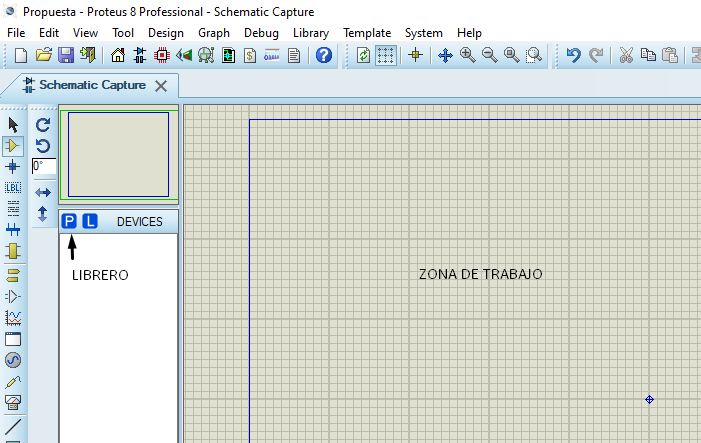 Propuesta - Proteus 8 Professional - Schematic Capture
File Edit View Tool Design Graph Debug Library Template System Help
Schematic Capture
LBL
0°
P L DEVICES
LIBRERO
ZONA DE TRABAJO